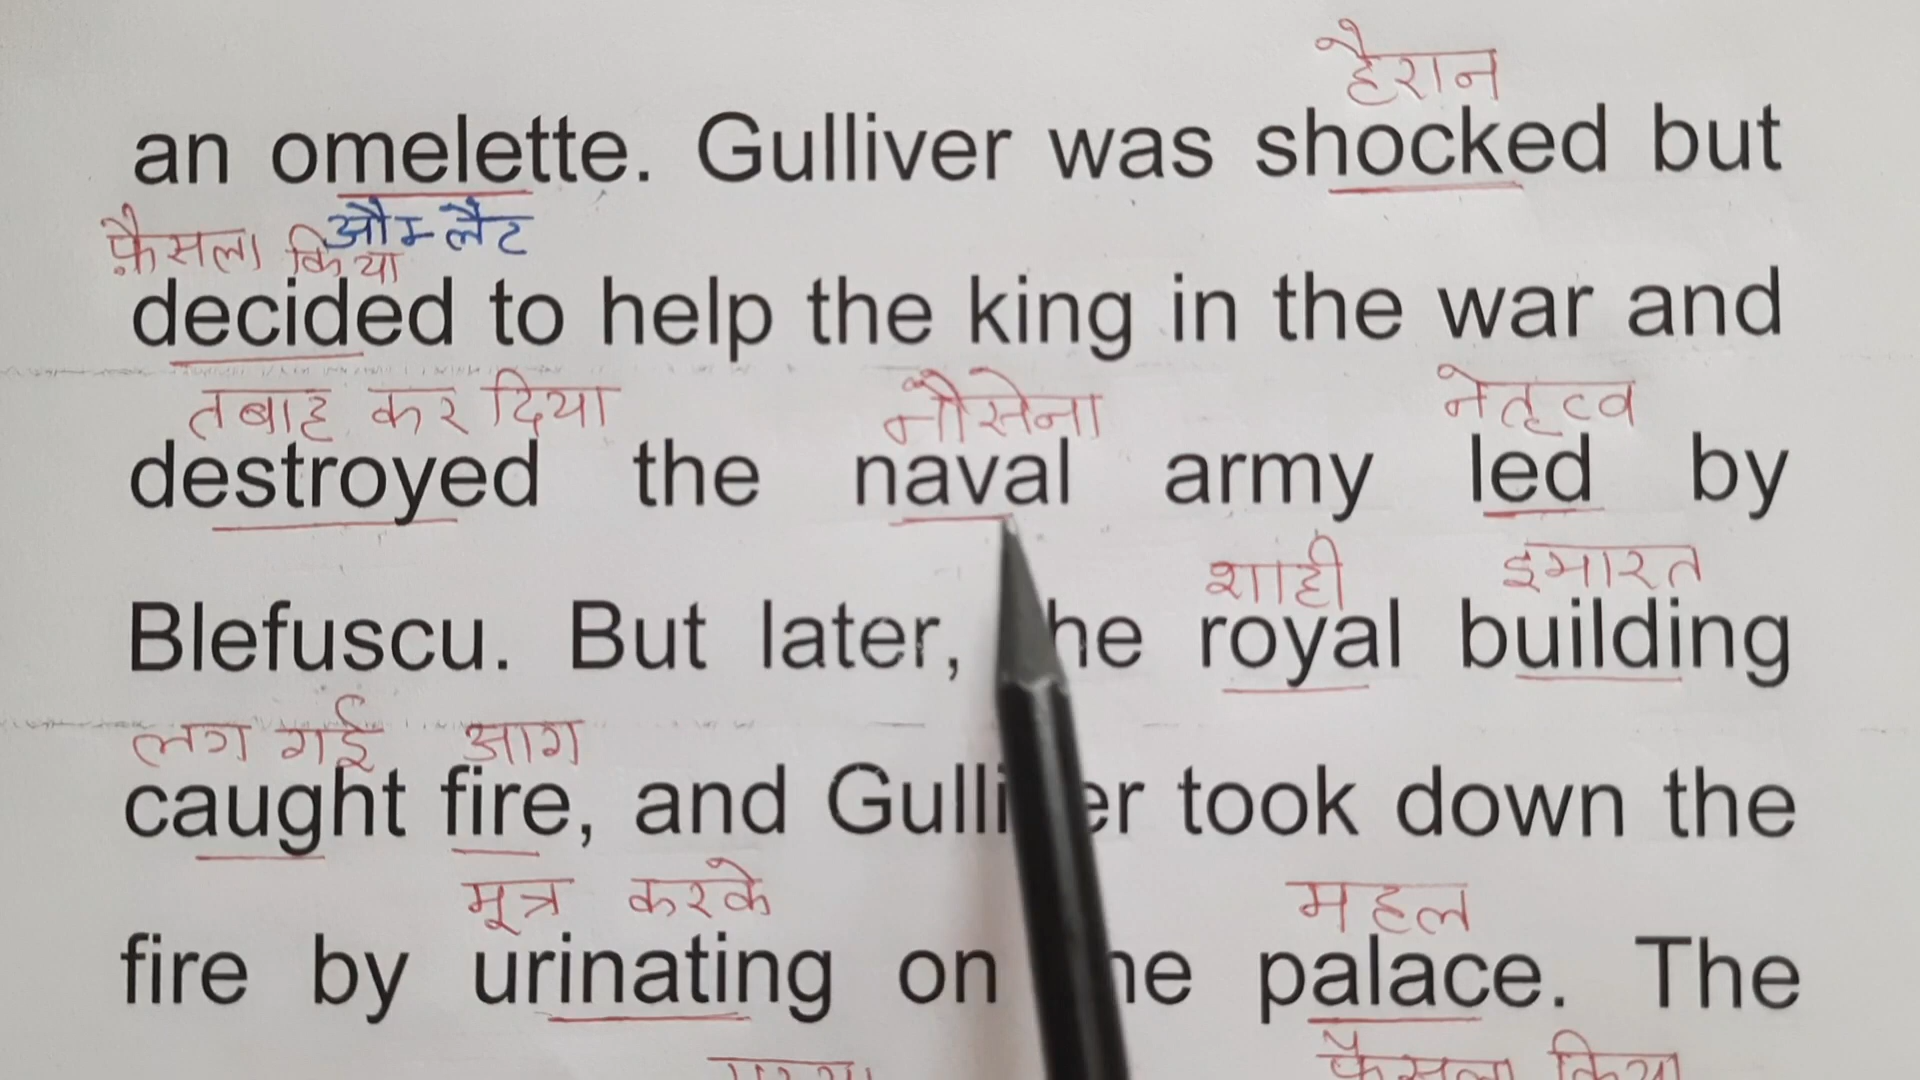 हैरान
an omelette. Gulliver was shocked but
फ़ैसला किया औमलैट
decided to help the king in the war and
तबाह कर दिया नौसेना नेतृत्व
destroyed the naval army led by
शाही इमारत
Blefuscu. But later, he royal building
लग गई आग
caught fire, and Gulli er took down the
मूत्र करके महल
fire by urinating on he palace. The
फैसला किया